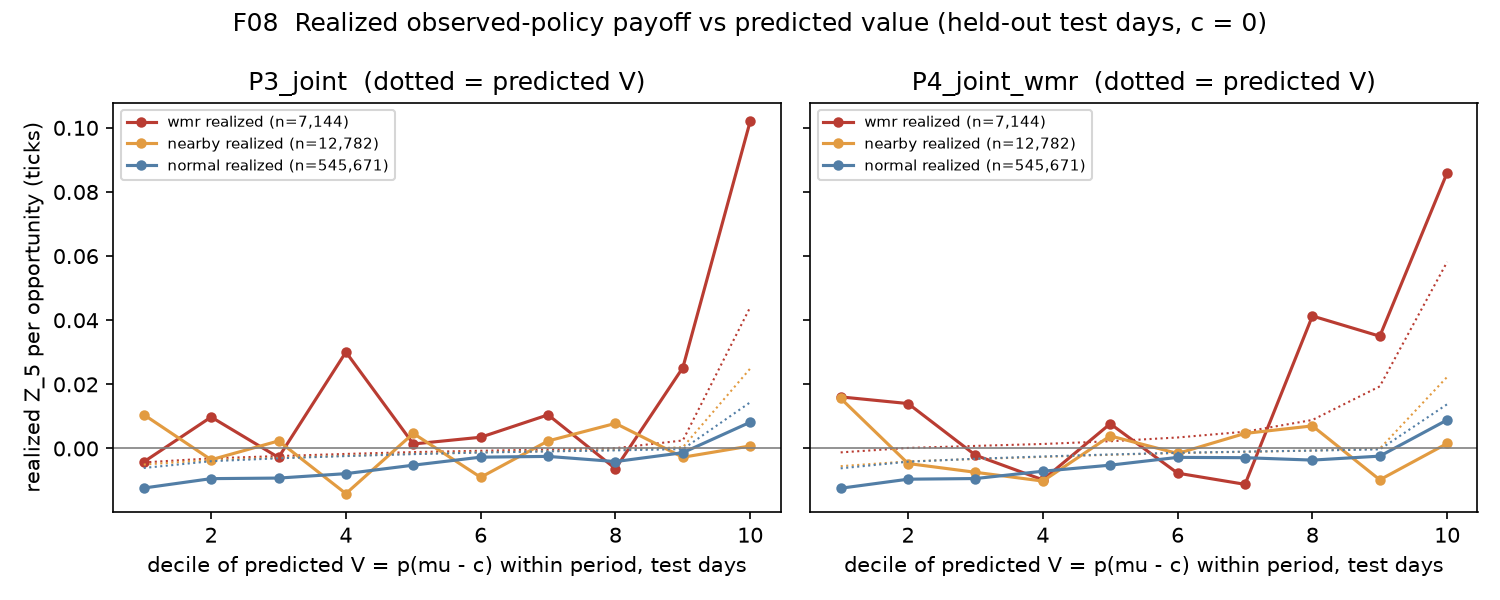 F08  Realized observed-policy payoff vs predicted value (held-out test days, c = 0)
P3_joint  (dotted = predicted V)
wmr realized (n=7,144)
nearby realized (n=12,782)
normal realized (n=545,671)
realized Z_5 per opportunity (ticks)
0.10
0.08
0.06
0.04
0.02
0.00
2 4 6 8 10
decile of predicted V = p(mu - c) within period, test days
P4_joint_wmr  (dotted = predicted V)
wmr realized (n=7,144)
nearby realized (n=12,782)
normal realized (n=545,671)
2 4 6 8 10
decile of predicted V = p(mu - c) within period, test days